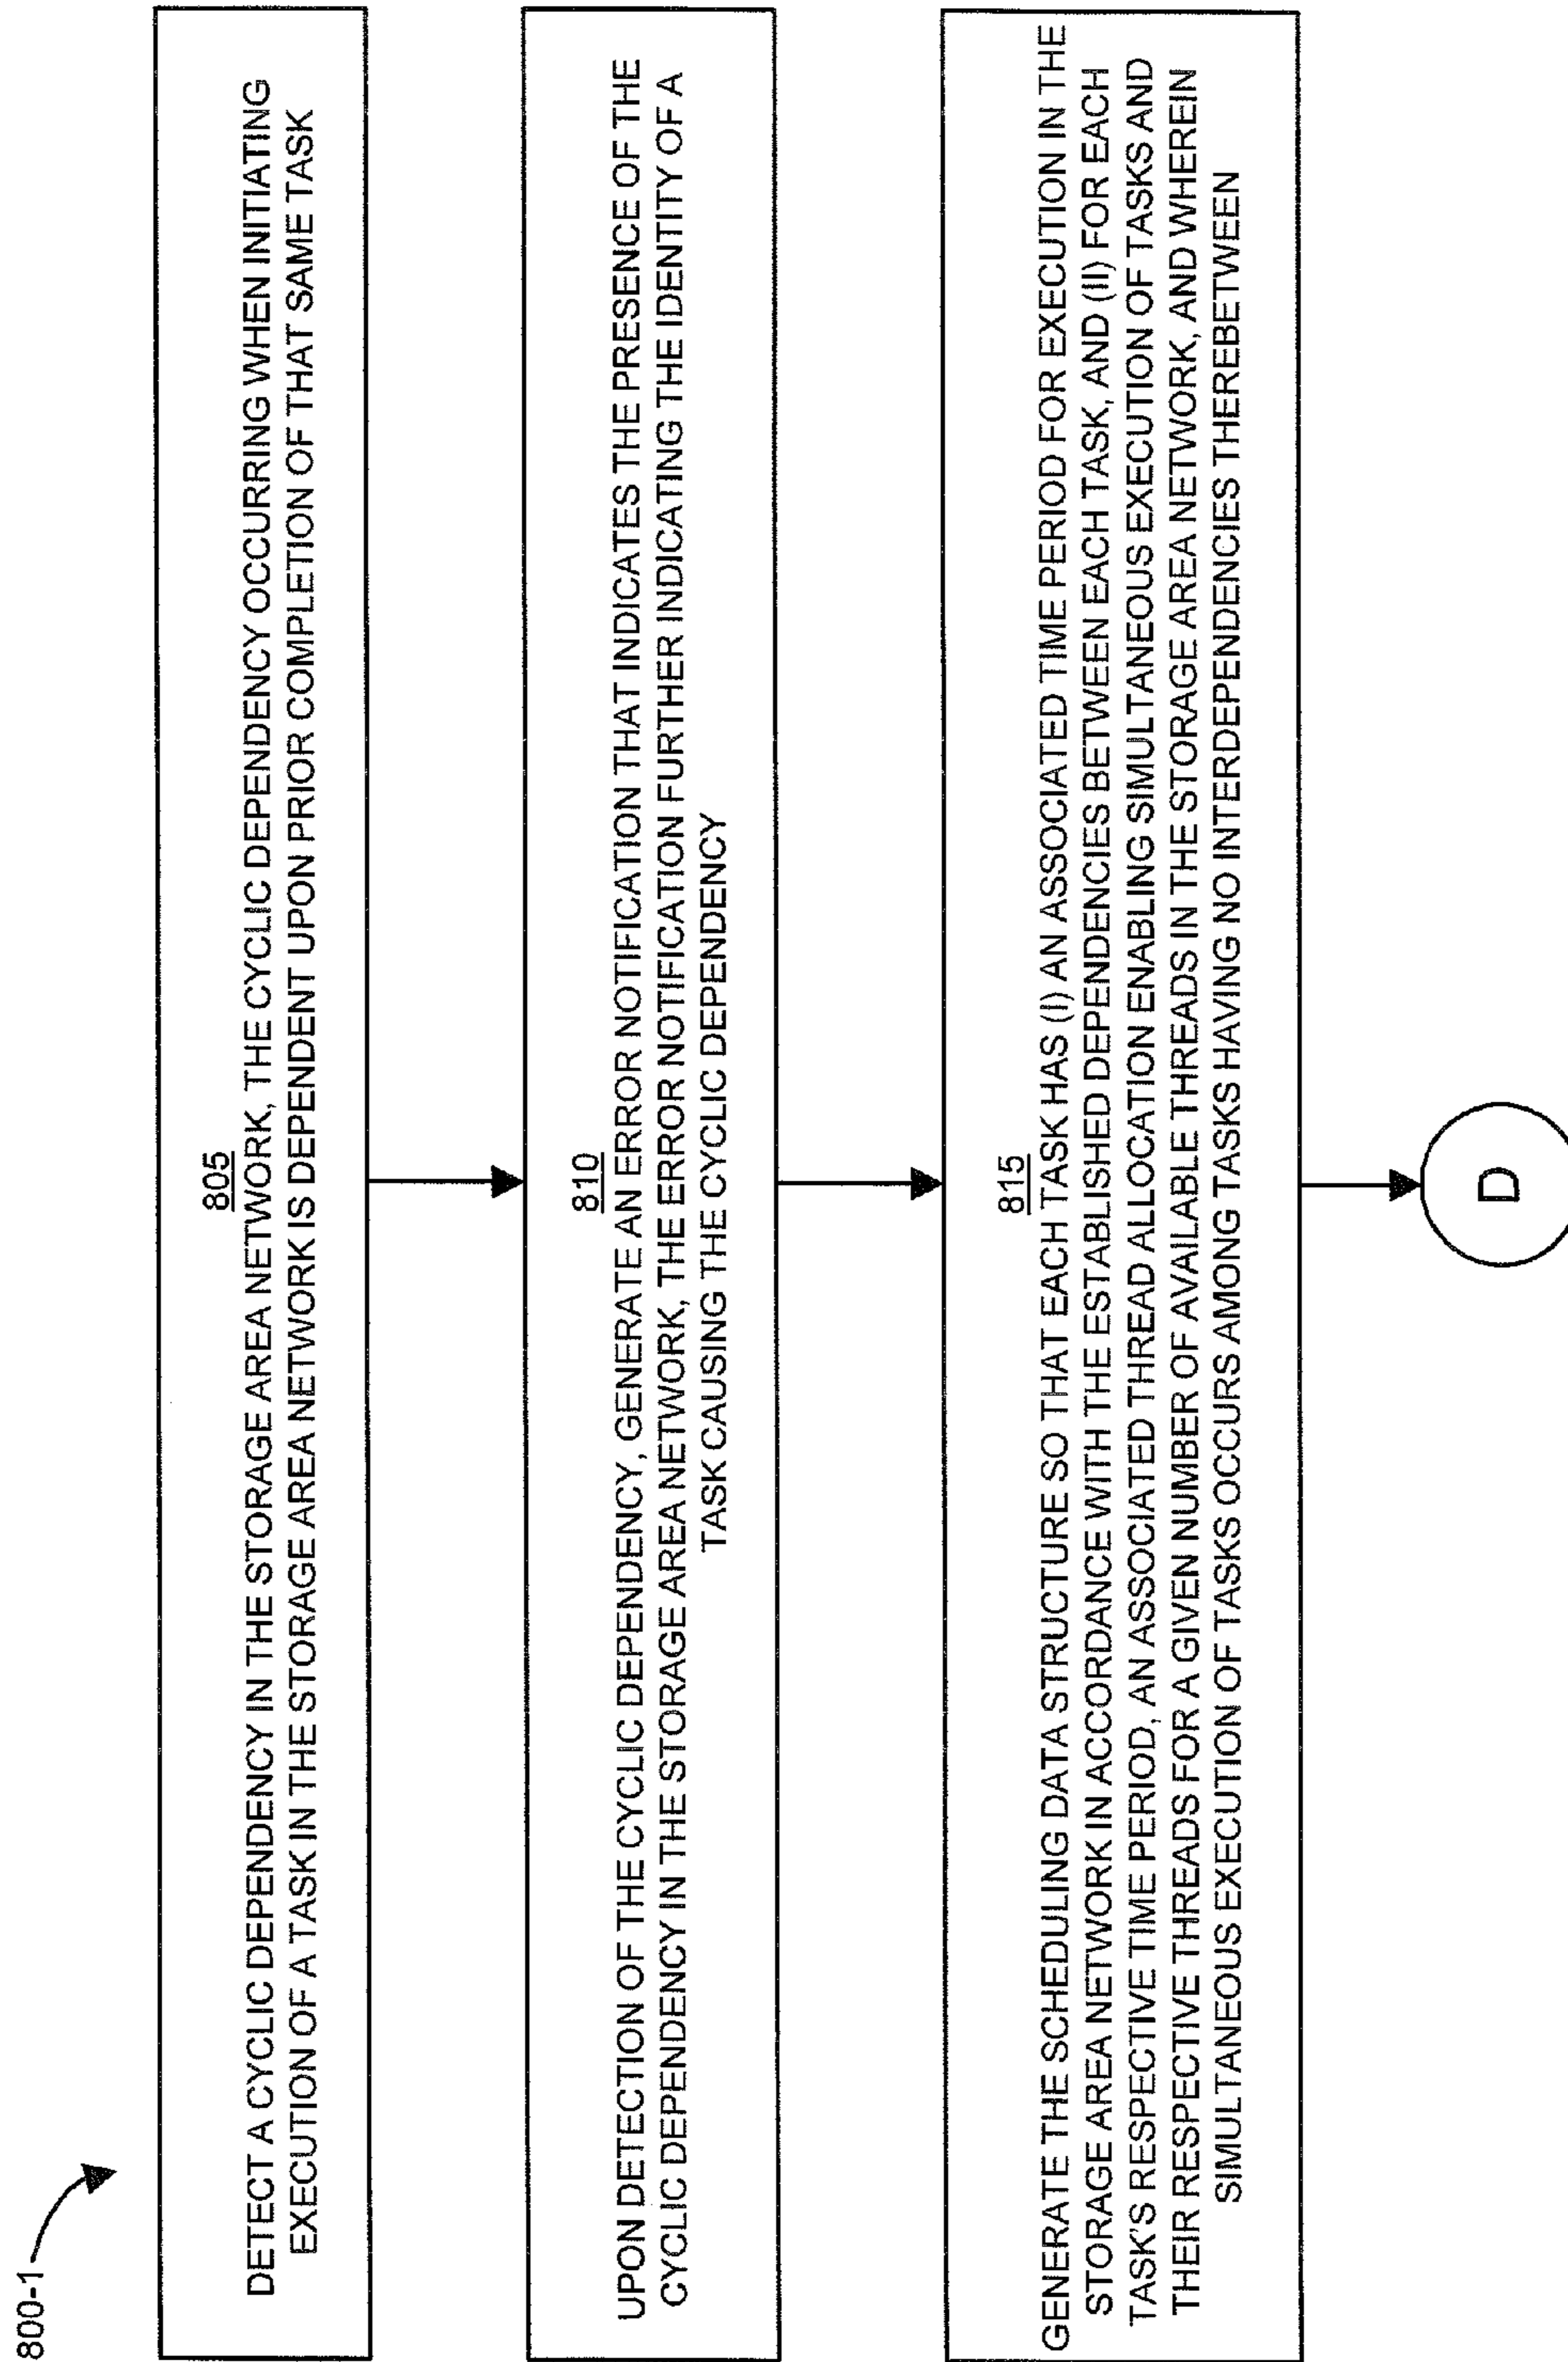 800-1
805
DETECT A CYCLIC DEPENDENCY IN THE STORAGE AREA NETWORK, THE CYCLIC DEPENDENCY OCCURRING WHEN INITIATING
EXECUTION OF A TASK IN THE STORAGE AREA NETWORK IS DEPENDENT UPON PRIOR COMPLETION OF THAT SAME TASK
810
UPON DETECTION OF THE CYCLIC DEPENDENCY, GENERATE AN ERROR NOTIFICATION THAT INDICATES THE PRESENCE OF THE
CYCLIC DEPENDENCY IN THE STORAGE AREA NETWORK, THE ERROR NOTIFICATION FURTHER INDICATING THE IDENTITY OF A
TASK CAUSING THE CYCLIC DEPENDENCY
815
GENERATE THE SCHEDULING DATA STRUCTURE SO THAT EACH TASK HAS (I) AN ASSOCIATED TIME PERIOD FOR EXECUTION IN THE
STORAGE AREA NETWORK IN ACCORDANCE WITH THE ESTABLISHED DEPENDENCIES BETWEEN EACH TASK, AND (II) FOR EACH
TASK'S RESPECTIVE TIME PERIOD, AN ASSOCIATED THREAD ALLOCATION ENABLING SIMULTANEOUS EXECUTION OF TASKS AND
THEIR RESPECTIVE THREADS FOR A GIVEN NUMBER OF AVAILABLE THREADS IN THE STORAGE AREA NETWORK, AND WHEREIN
SIMULTANEOUS EXECUTION OF TASKS OCCURS AMONG TASKS HAVING NO INTERDEPENDENCIES THEREBETWEEN
D